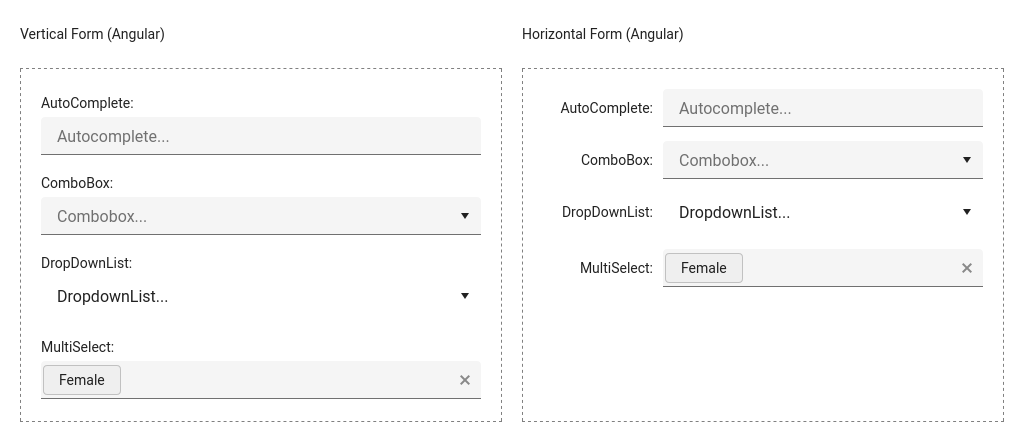 Vertical Form (Angular)
AutoComplete:
Autocomplete...
ComboBox:
Combobox...
DropDownList:
DropdownList...
MultiSelect:
Female
Horizontal Form (Angular)
AutoComplete: Autocomplete...
ComboBox: Combobox...
DropDownList: DropdownList...
MultiSelect: Female